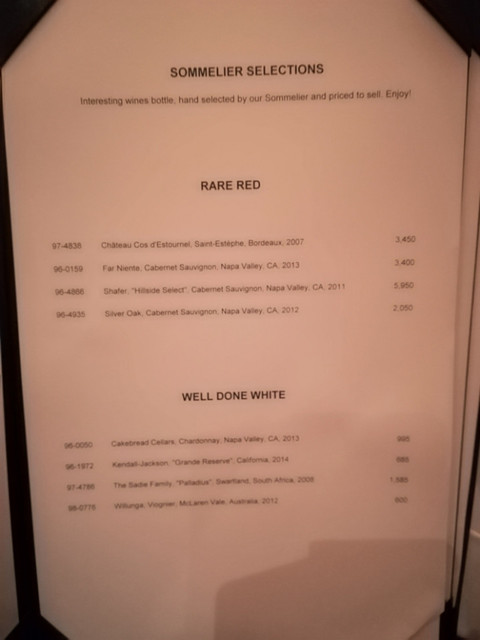 SOMMELIER SELECTIONS
Interesting wines bottle, hand selected by our Sommelier and priced to sell. Enjoy!
RARE RED
97-4838 Château Cos d'Estournel, Saint-Estèphe, Bordeaux, 2007 3,450
96-0159 Far Niente, Cabernet Sauvignon, Napa Valley, CA, 2013 3,400
96-4866 Shafer, "Hillside Select", Cabernet Sauvignon, Napa Valley, CA, 2011 5,950
96-4935 Silver Oak, Cabernet Sauvignon, Napa Valley, CA, 2012 2,050
WELL DONE WHITE
96-0050 Cakebread Cellars, Chardonnay, Napa Valley, CA, 2013 995
96-1972 Kendall-Jackson, "Grande Reserve", California, 2014
97-4786 The Sadie Family, "Palladius", Swartland, South Africa, 2008
98-0776 Willunga, Viognier, McLaren Vale, Australia, 2012 600